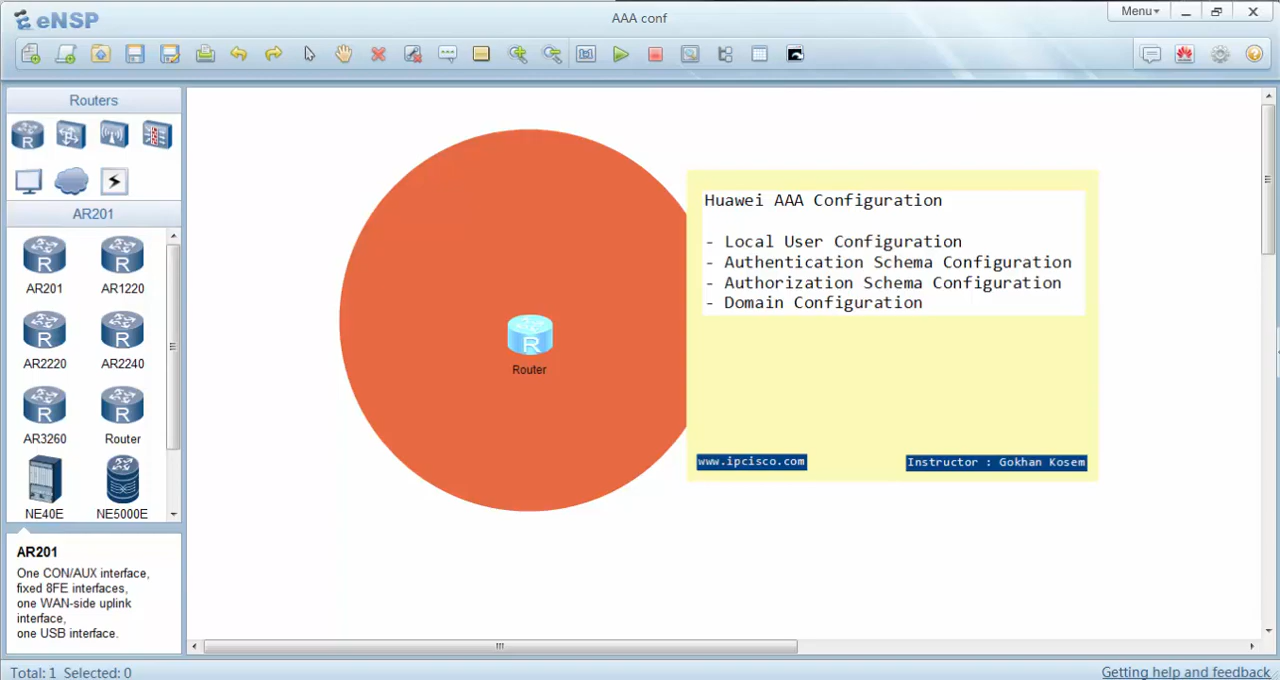 eNSP
AAA conf
Menu
Routers
AR201
AR201
AR1220
AR2220
AR2240
AR3260
Router
NE40E
NE5000E
AR201
One CON/AUX interface,
fixed 8FE interfaces,
one WAN-side uplink
interface,
one USB interface.
R
Router
Huawei AAA Configuration
- Local User Configuration
- Authentication Schema Configuration
- Authorization Schema Configuration
- Domain Configuration
www.ipcisco.com
Instructor : Gokhan Kosem
Total: 1 Selected: 0
Getting help and feedback